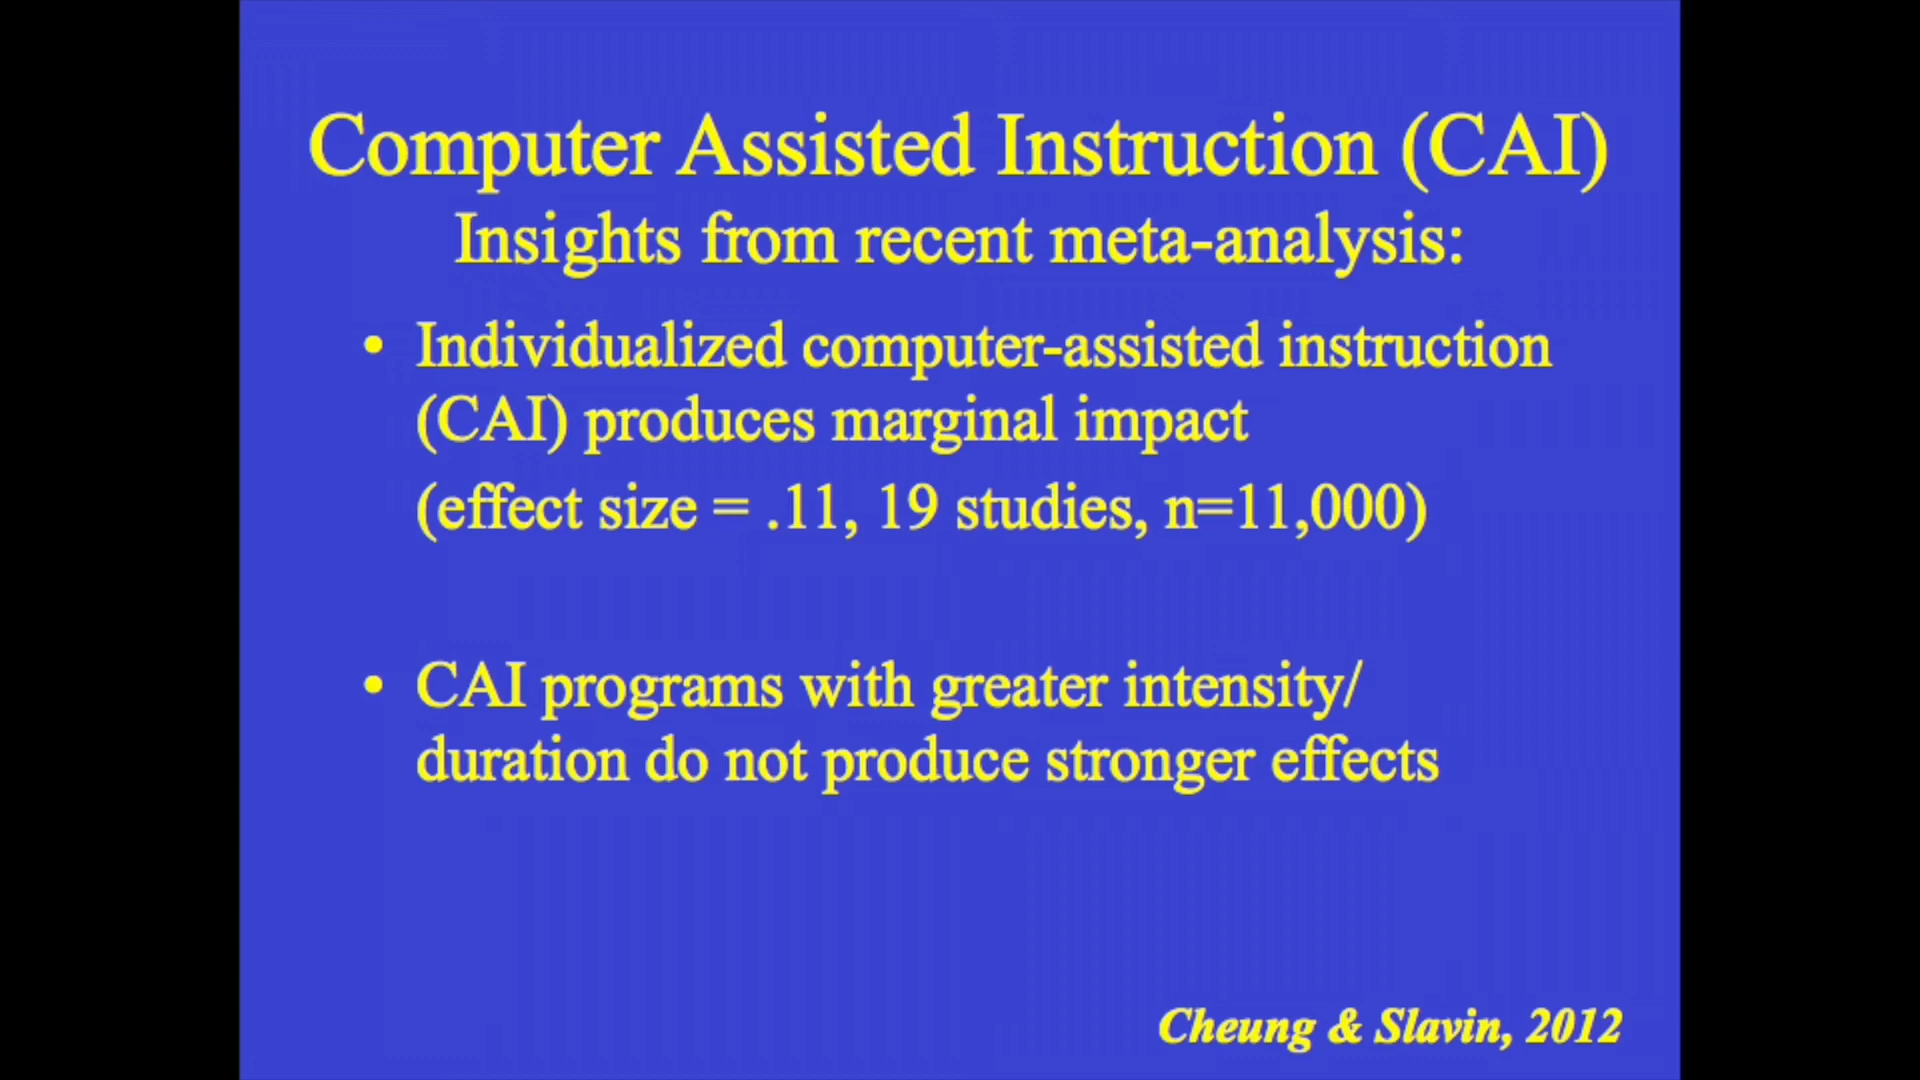 Computer Assisted Instruction (CAI)
Insights from recent meta-analysis:
• Individualized computer-assisted instruction
(CAI) produces marginal impact
(effect size = .11, 19 studies, n=11,000)
• CAI programs with greater intensity/
duration do not produce stronger effects
Cheung & Slavin, 2012